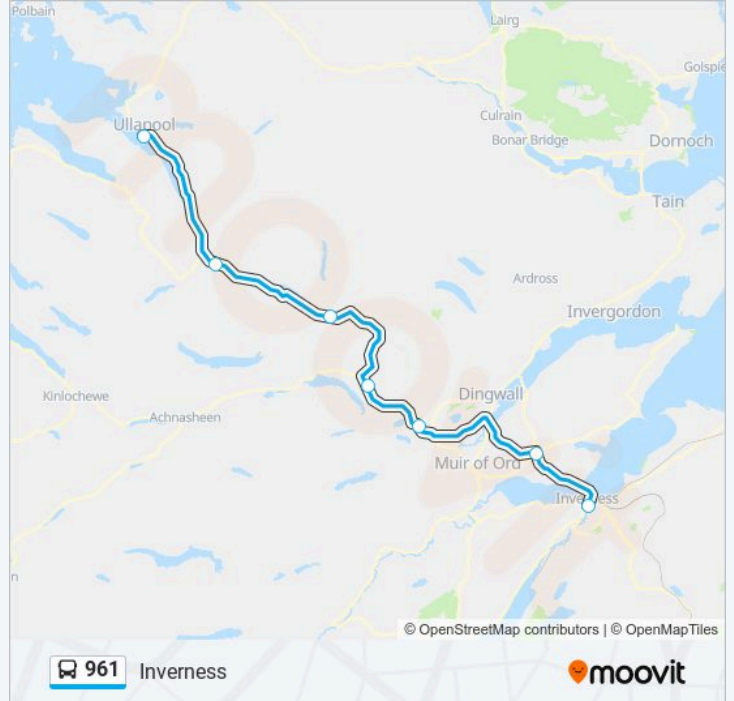 Polbain
Lairg
Golspie
Ullapool
Culrain
Bonar Bridge
Dornoch
Tain
Ardross
Invergordon
Kinlochewe
Dingwall
Achnasheen
Muir of Ord
Inverness
n
© OpenStreetMap contributors | © OpenMapTiles
961 Inverness
moovit